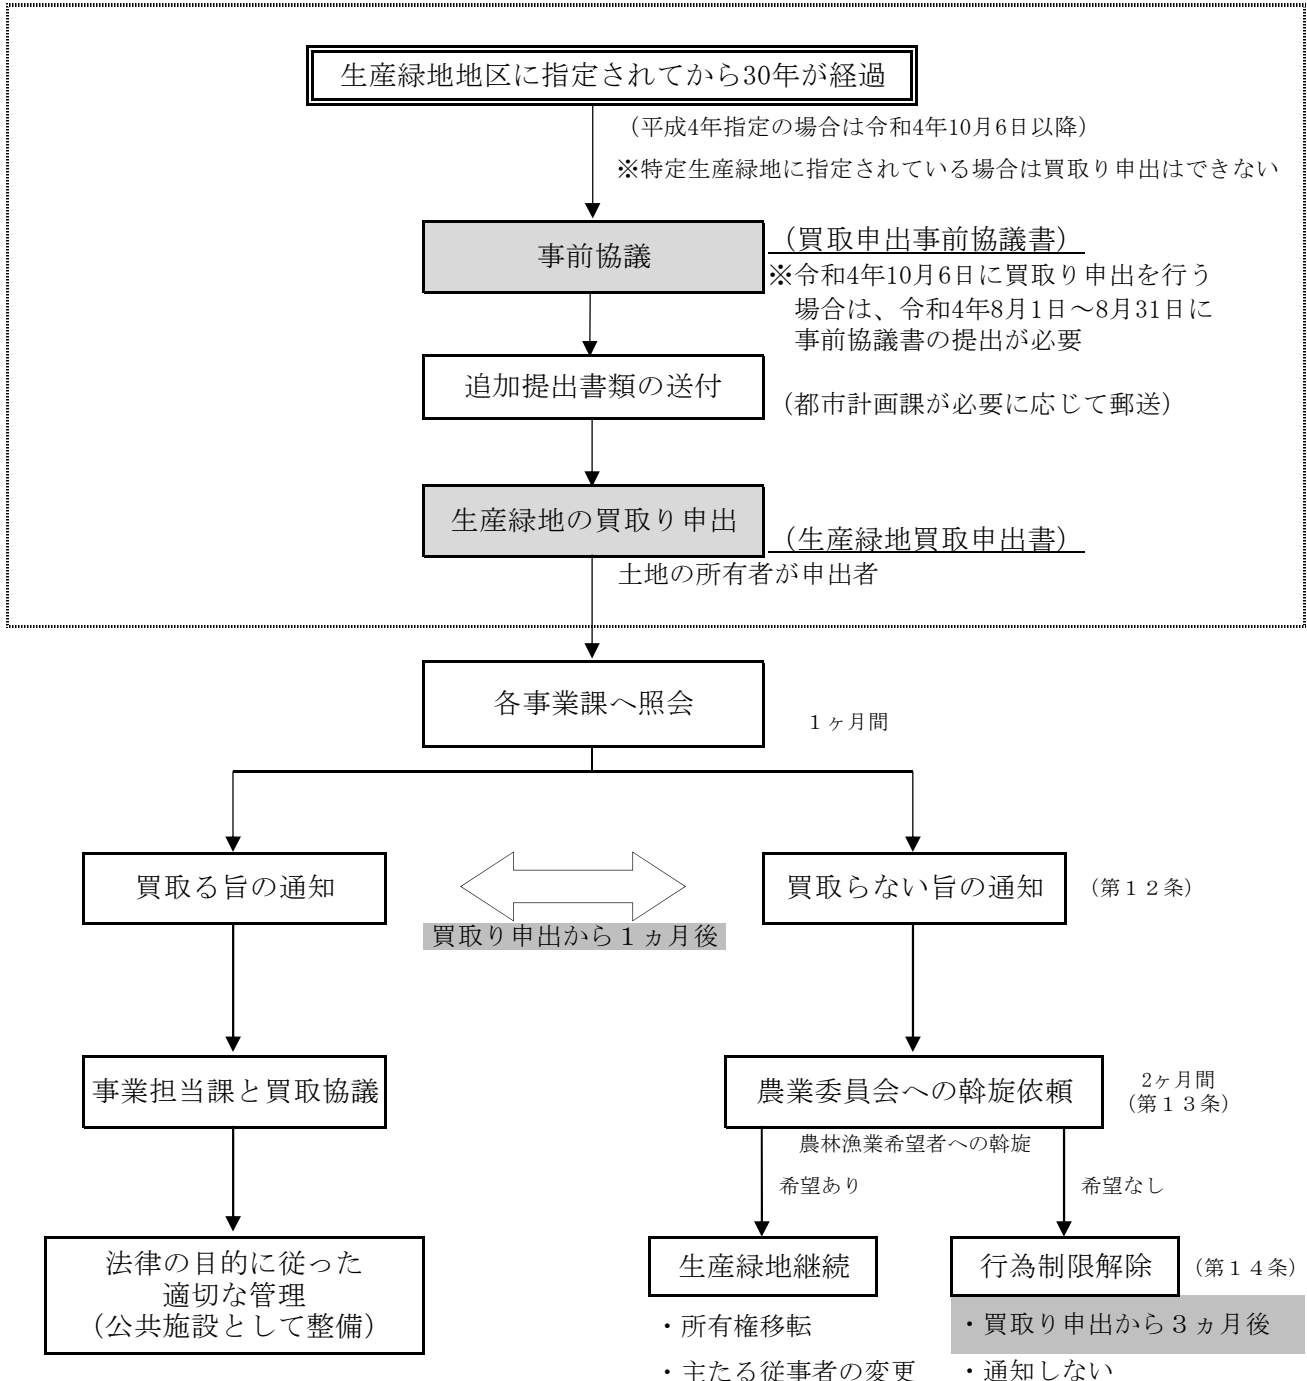 生産緑地地区に指定されてから30年が経過
（平成4年指定の場合は令和4年10月6日以降）
※特定生産緑地に指定されている場合は買取り申出はできない
事前協議
（買取申出事前協議書）
※令和4年10月6日に買取り申出を行う
場合は、令和4年8月1日～8月31日に
事前協議書の提出が必要
追加提出書類の送付
（都市計画課が必要に応じて郵送）
生産緑地の買取り申出
（生産緑地買取申出書）
土地の所有者が申出者
各事業課へ照会
１ヶ月間
買取る旨の通知
買取らない旨の通知
（第１２条）
買取り申出から１ヵ月後
事業担当課と買取協議
農業委員会への斡旋依頼
2ヶ月間
（第１３条）
農林漁業希望者への斡旋
希望あり
希望なし
法律の目的に従った
適切な管理
（公共施設として整備）
生産緑地継続
行為制限解除
（第１４条）
・所有権移転
・買取り申出から３ヵ月後
・主たる従事者の変更
・通知しない